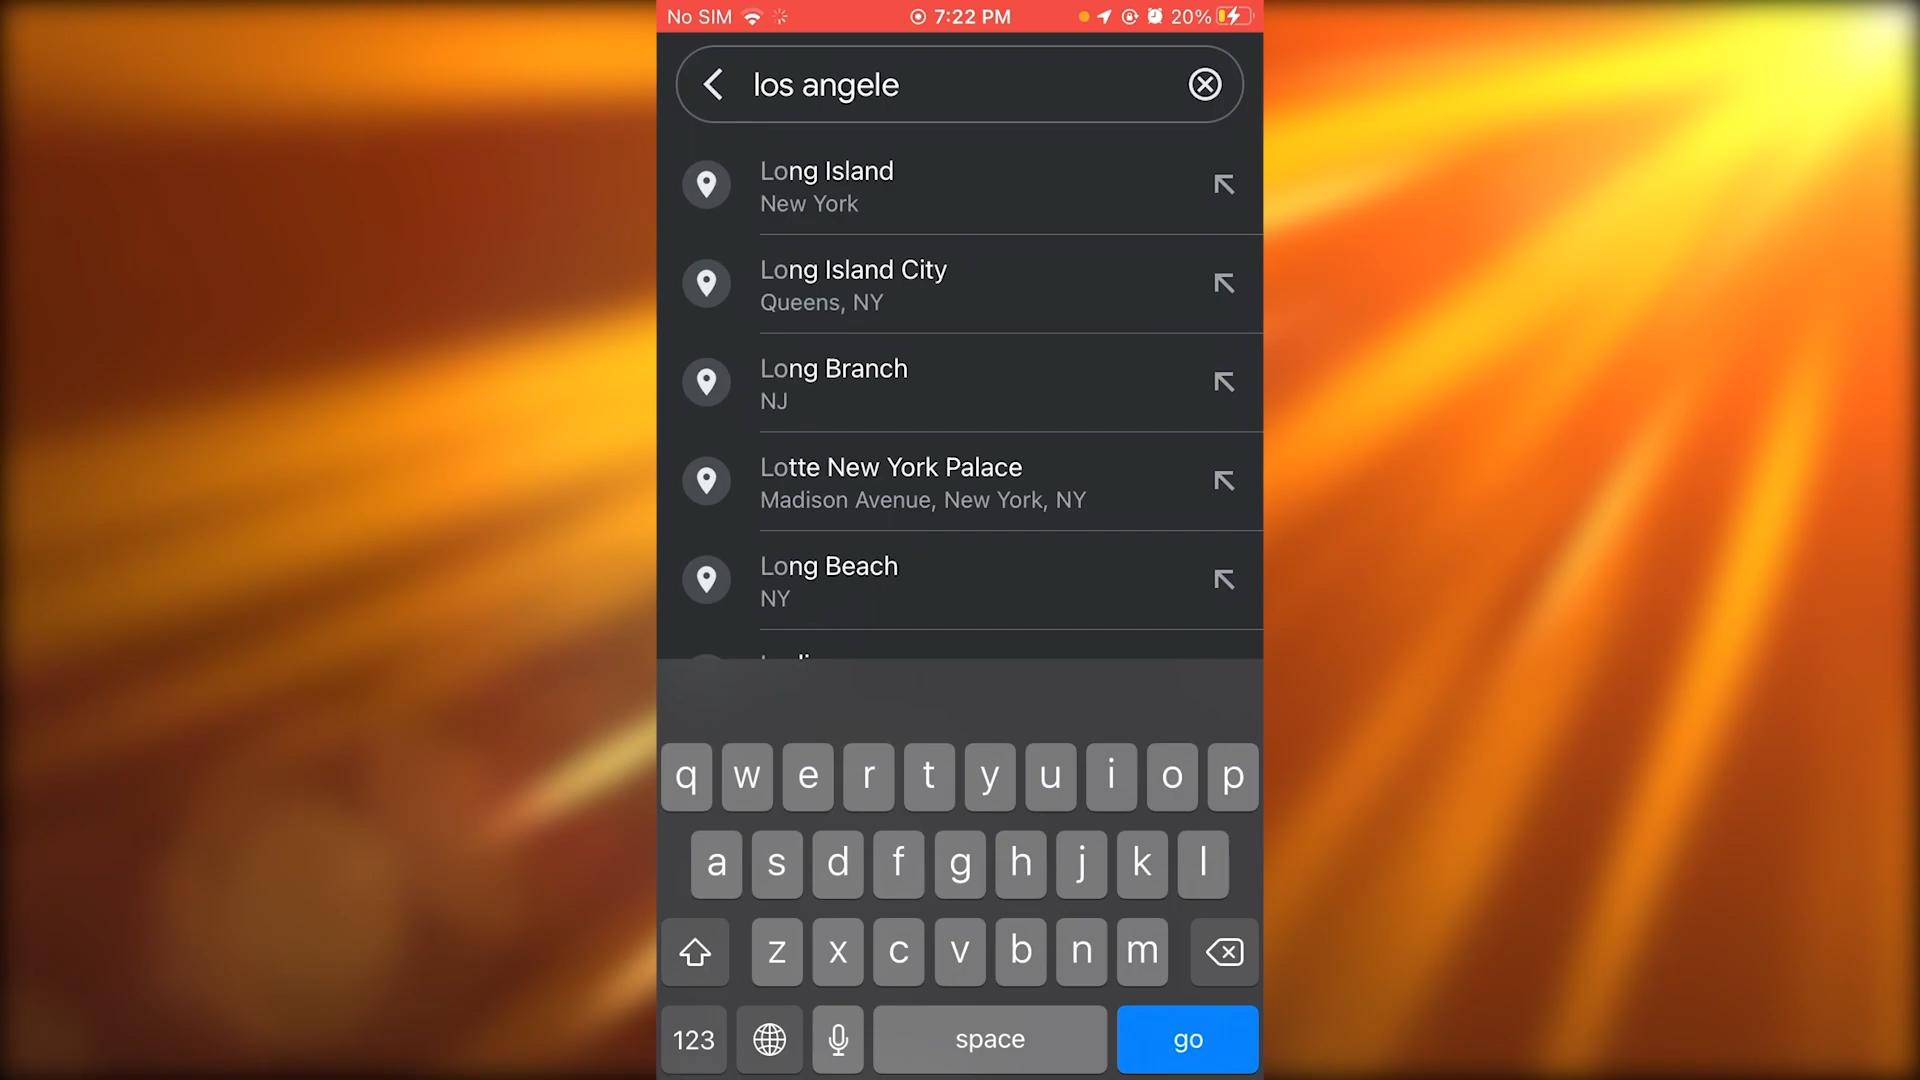 No SIM 7:22 PM 20%
los angele
Long Island
New York
Long Island City
Queens, NY
Long Branch
NJ
Lotte New York Palace
Madison Avenue, New York, NY
Long Beach
NY
q w e r t y u i o p
a s d f g h j k l
z x c v b n m
123 space go